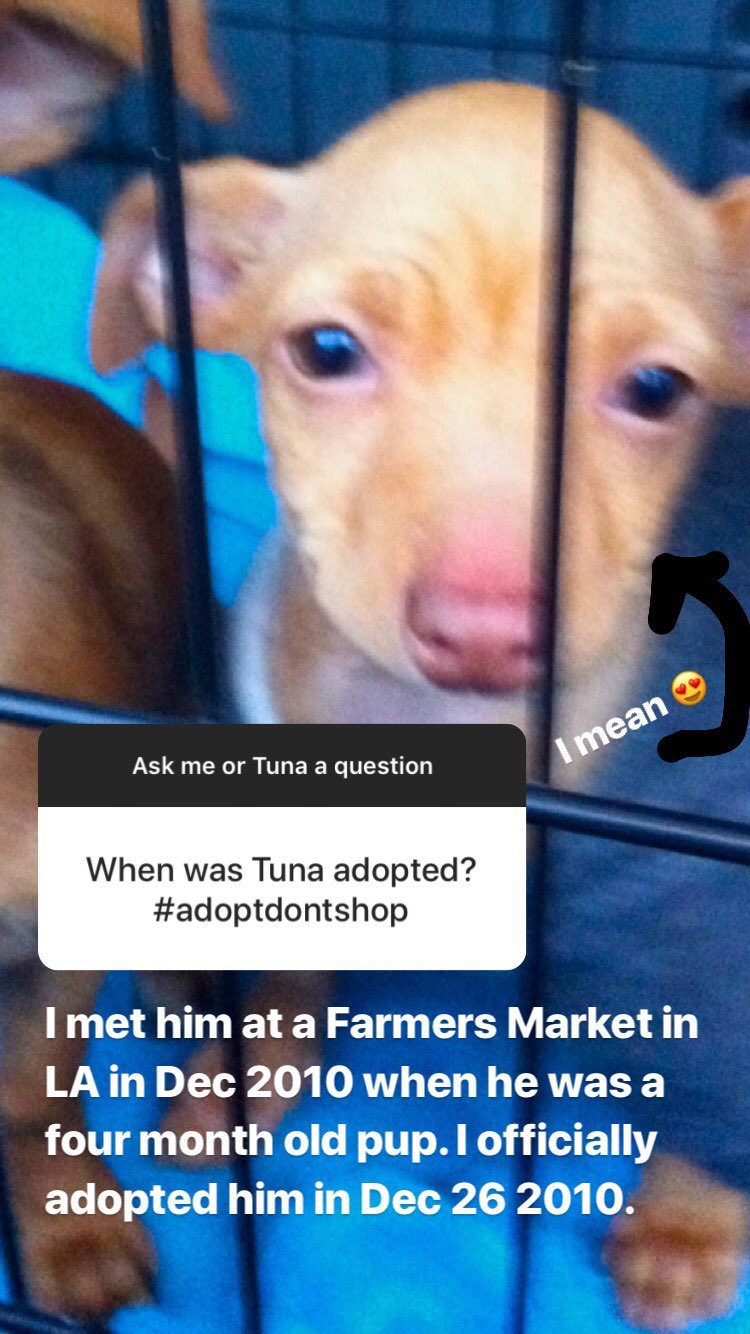 I mean 😍
Ask me or Tuna a question
When was Tuna adopted?
#adoptdontshop
I met him at a Farmers Market in
LA in Dec 2010 when he was a
four month old pup. I officially
adopted him in Dec 26 2010.